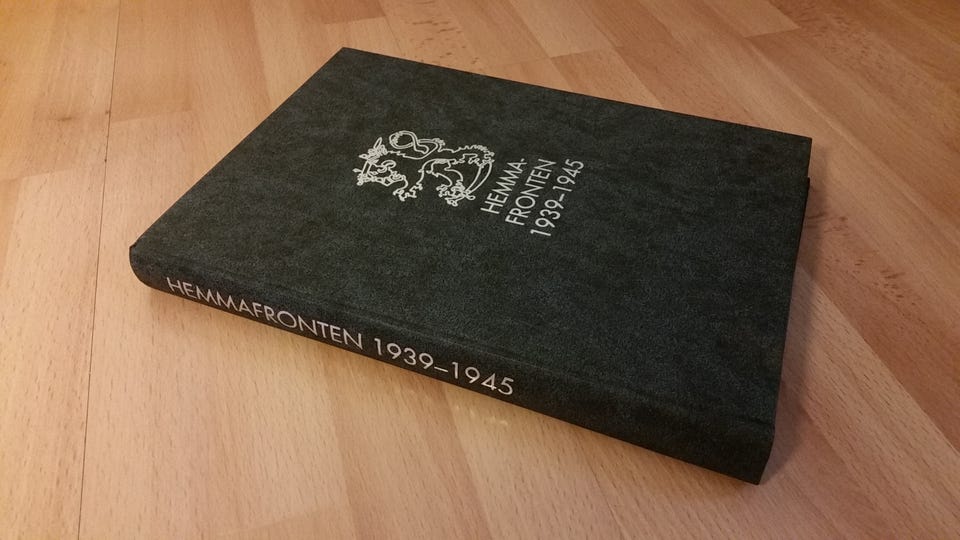 HEMMA-
FRONTEN
1939–1945
HEMMAFRONTEN 1939–1945